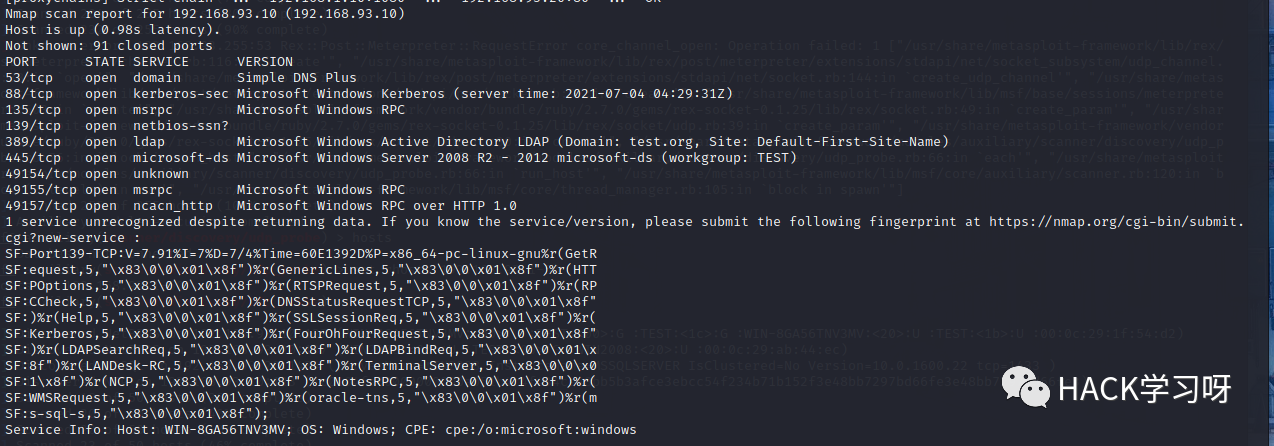 Nmap scan report for 192.168.93.10 (192.168.93.10)
Host is up (0.98s latency).
Not shown: 91 closed ports
PORT      STATE SERVICE      VERSION
53/tcp    open  domain       Simple DNS Plus
88/tcp    open  kerberos-sec Microsoft Windows Kerberos (server time: 2021-07-04 04:29:31Z)
135/tcp   open  msrpc        Microsoft Windows RPC
139/tcp   open  netbios-ssn?
389/tcp   open  ldap         Microsoft Windows Active Directory LDAP (Domain: test.org, Site: Default-First-Site-Name)
445/tcp   open  microsoft-ds Microsoft Windows Server 2008 R2 - 2012 microsoft-ds (workgroup: TEST)
49154/tcp open  unknown
49155/tcp open  msrpc        Microsoft Windows RPC
49157/tcp open  ncacn_http   Microsoft Windows RPC over HTTP 1.0
1 service unrecognized despite returning data. If you know the service/version, please submit the following fingerprint at https://nmap.org/cgi-bin/submit.
cgi?new-service :
SF-Port139-TCP:V=7.91%I=7%D=7/4%Time=60E1392D%P=x86_64-pc-linux-gnu%r(GetR
SF:equest,5,"\x83\0\0\x01\x8f")%r(GenericLines,5,"\x83\0\0\x01\x8f")%r(HTT
SF:POptions,5,"\x83\0\0\x01\x8f")%r(RTSPRequest,5,"\x83\0\0\x01\x8f")%r(RP
SF:CCheck,5,"\x83\0\0\x01\x8f")%r(DNSStatusRequestTCP,5,"\x83\0\0\x01\x8f"
SF:)%r(Help,5,"\x83\0\0\x01\x8f")%r(SSLSessionReq,5,"\x83\0\0\x01\x8f")%r(
SF:Kerberos,5,"\x83\0\0\x01\x8f")%r(FourOhFourRequest,5,"\x83\0\0\x01\x8f"
SF:)%r(LDAPSearchReq,5,"\x83\0\0\x01\x8f")%r(LDAPBindReq,5,"\x83\0\0\x01\x
SF:8f")%r(LANDesk-RC,5,"\x83\0\0\x01\x8f")%r(TerminalServer,5,"\x83\0\0\x0
SF:1\x8f")%r(NCP,5,"\x83\0\0\x01\x8f")%r(NotesRPC,5,"\x83\0\0\x01\x8f")%r(
SF:WMSRequest,5,"\x83\0\0\x01\x8f")%r(oracle-tns,5,"\x83\0\0\x01\x8f")%r(m
SF:s-sql-s,5,"\x83\0\0\x01\x8f");
Service Info: Host: WIN-8GA56TNV3MV; OS: Windows; CPE: cpe:/o:microsoft:windows
HACK学习呀